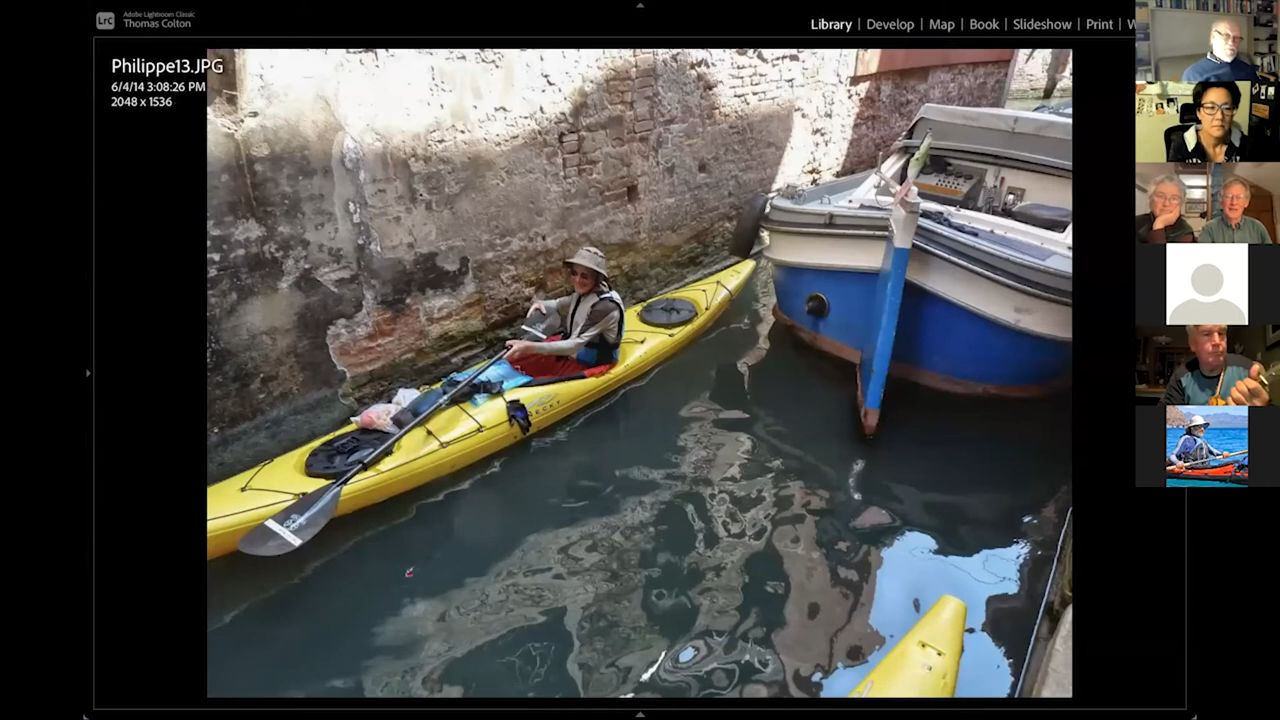 LrC
Adobe Lightroom Classic
Thomas Colton
Library | Develop | Map | Book | Slideshow | Print | W
Philippe13.JPG
6/4/14 3:08:26 PM
2048 x 1536
DECKY